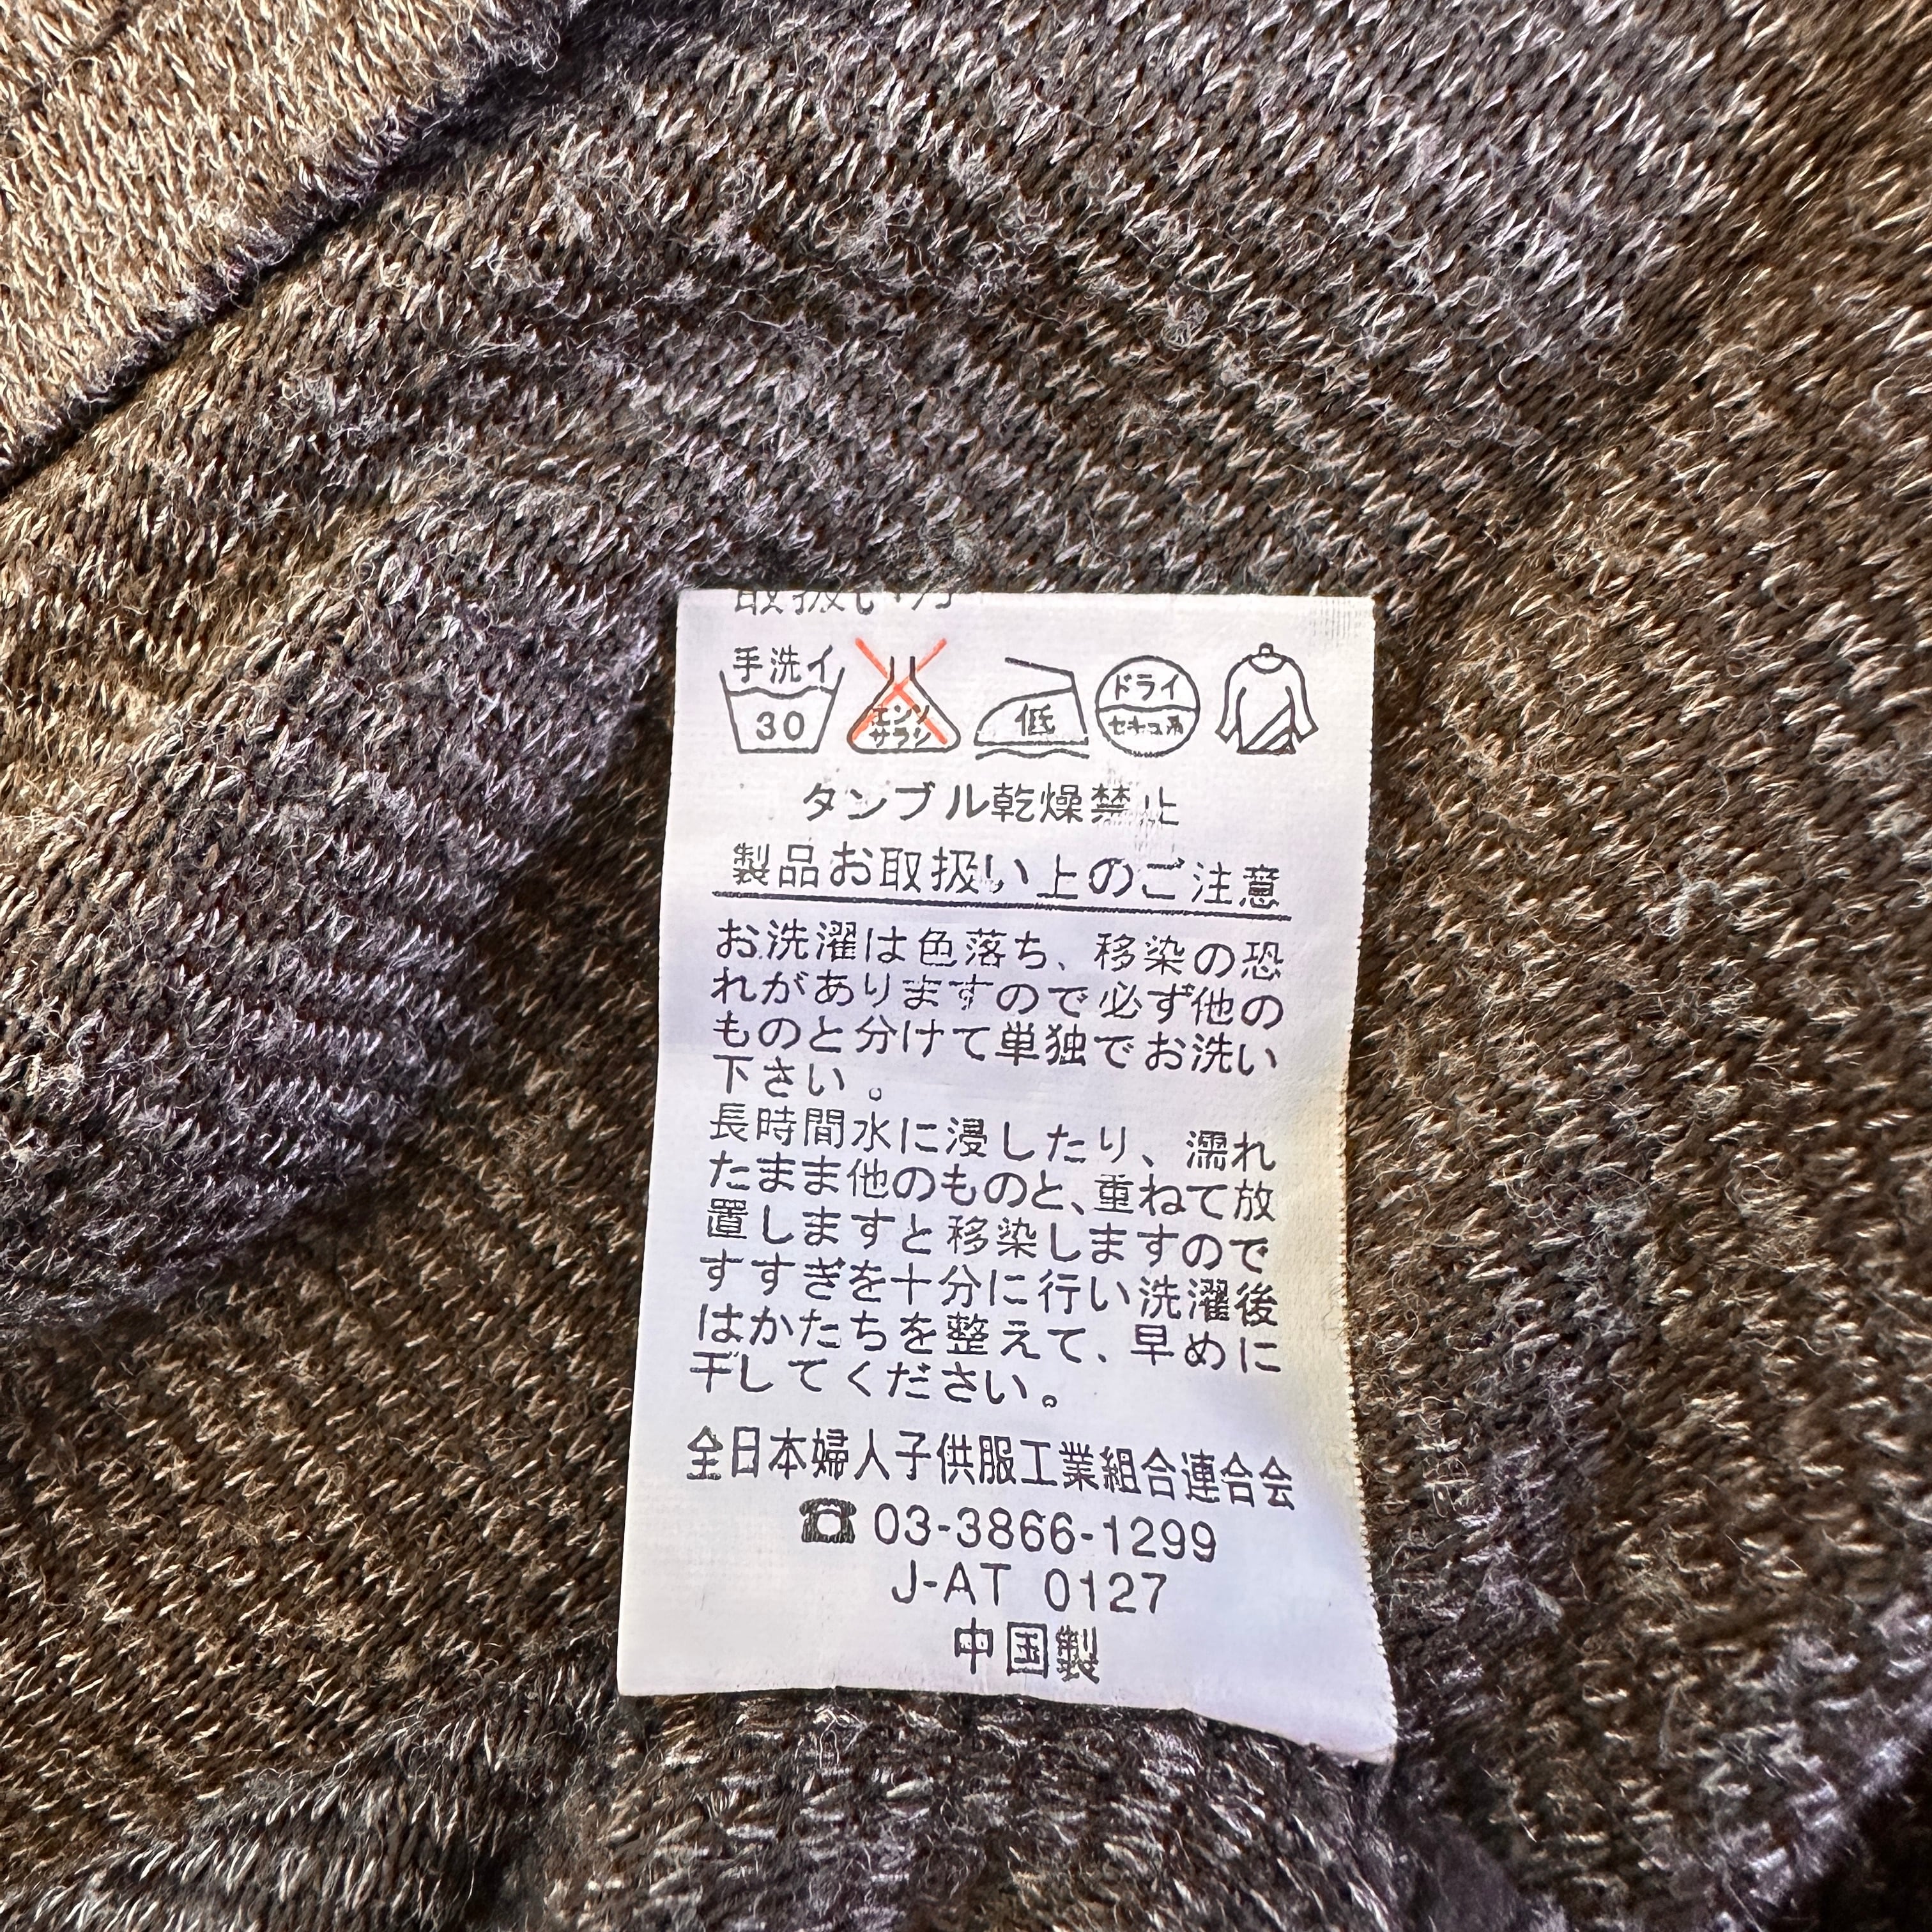 取扱い方
手洗イ
30
エンソ
サラシ
低
ドライ
セキユ系
タンブル乾燥禁止
製品お取扱い上のご注意
お洗濯は色落ち、移染の恐
れがありますので必ず他の
ものと分けて単独でお洗い
下さい。
長時間水に浸したり、濡れ
たまま他のものと、重ねて放
置しますと移染しますので
すすぎを十分に行い洗濯後
はかたちを整えて、早めに
干してください。
全日本婦人子供服工業組合連合会
☎03-3866-1299
J-AT 0127
中国製